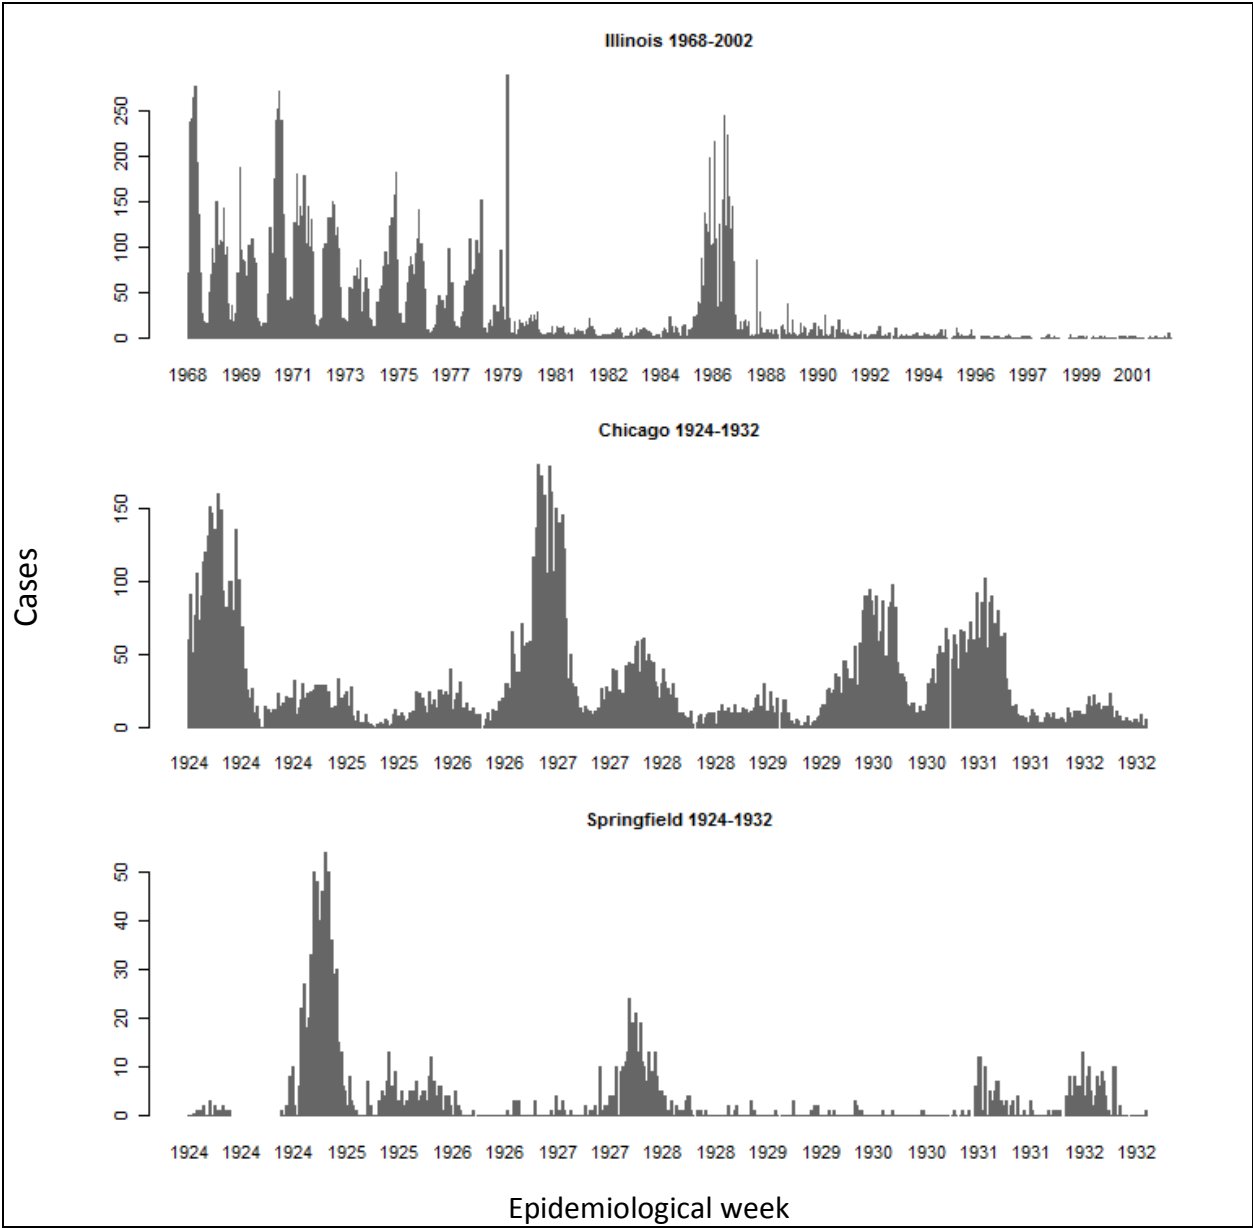 Illinois 1968-2002
250
200
150
100
50
0
1968 1969 1971 1973 1975 1977 1979 1981 1982 1984 1986 1988 1990 1992 1994 1996 1997 1999 2001
Chicago 1924-1932
150
100
50
0
1924 1924 1924 1925 1925 1926 1926 1927 1927 1928 1928 1929 1929 1930 1930 1931 1931 1932 1932
Cases
Springfield 1924-1932
50
40
30
20
10
0
1924 1924 1924 1925 1925 1926 1926 1927 1927 1928 1928 1929 1929 1930 1930 1931 1931 1932 1932
Epidemiological week